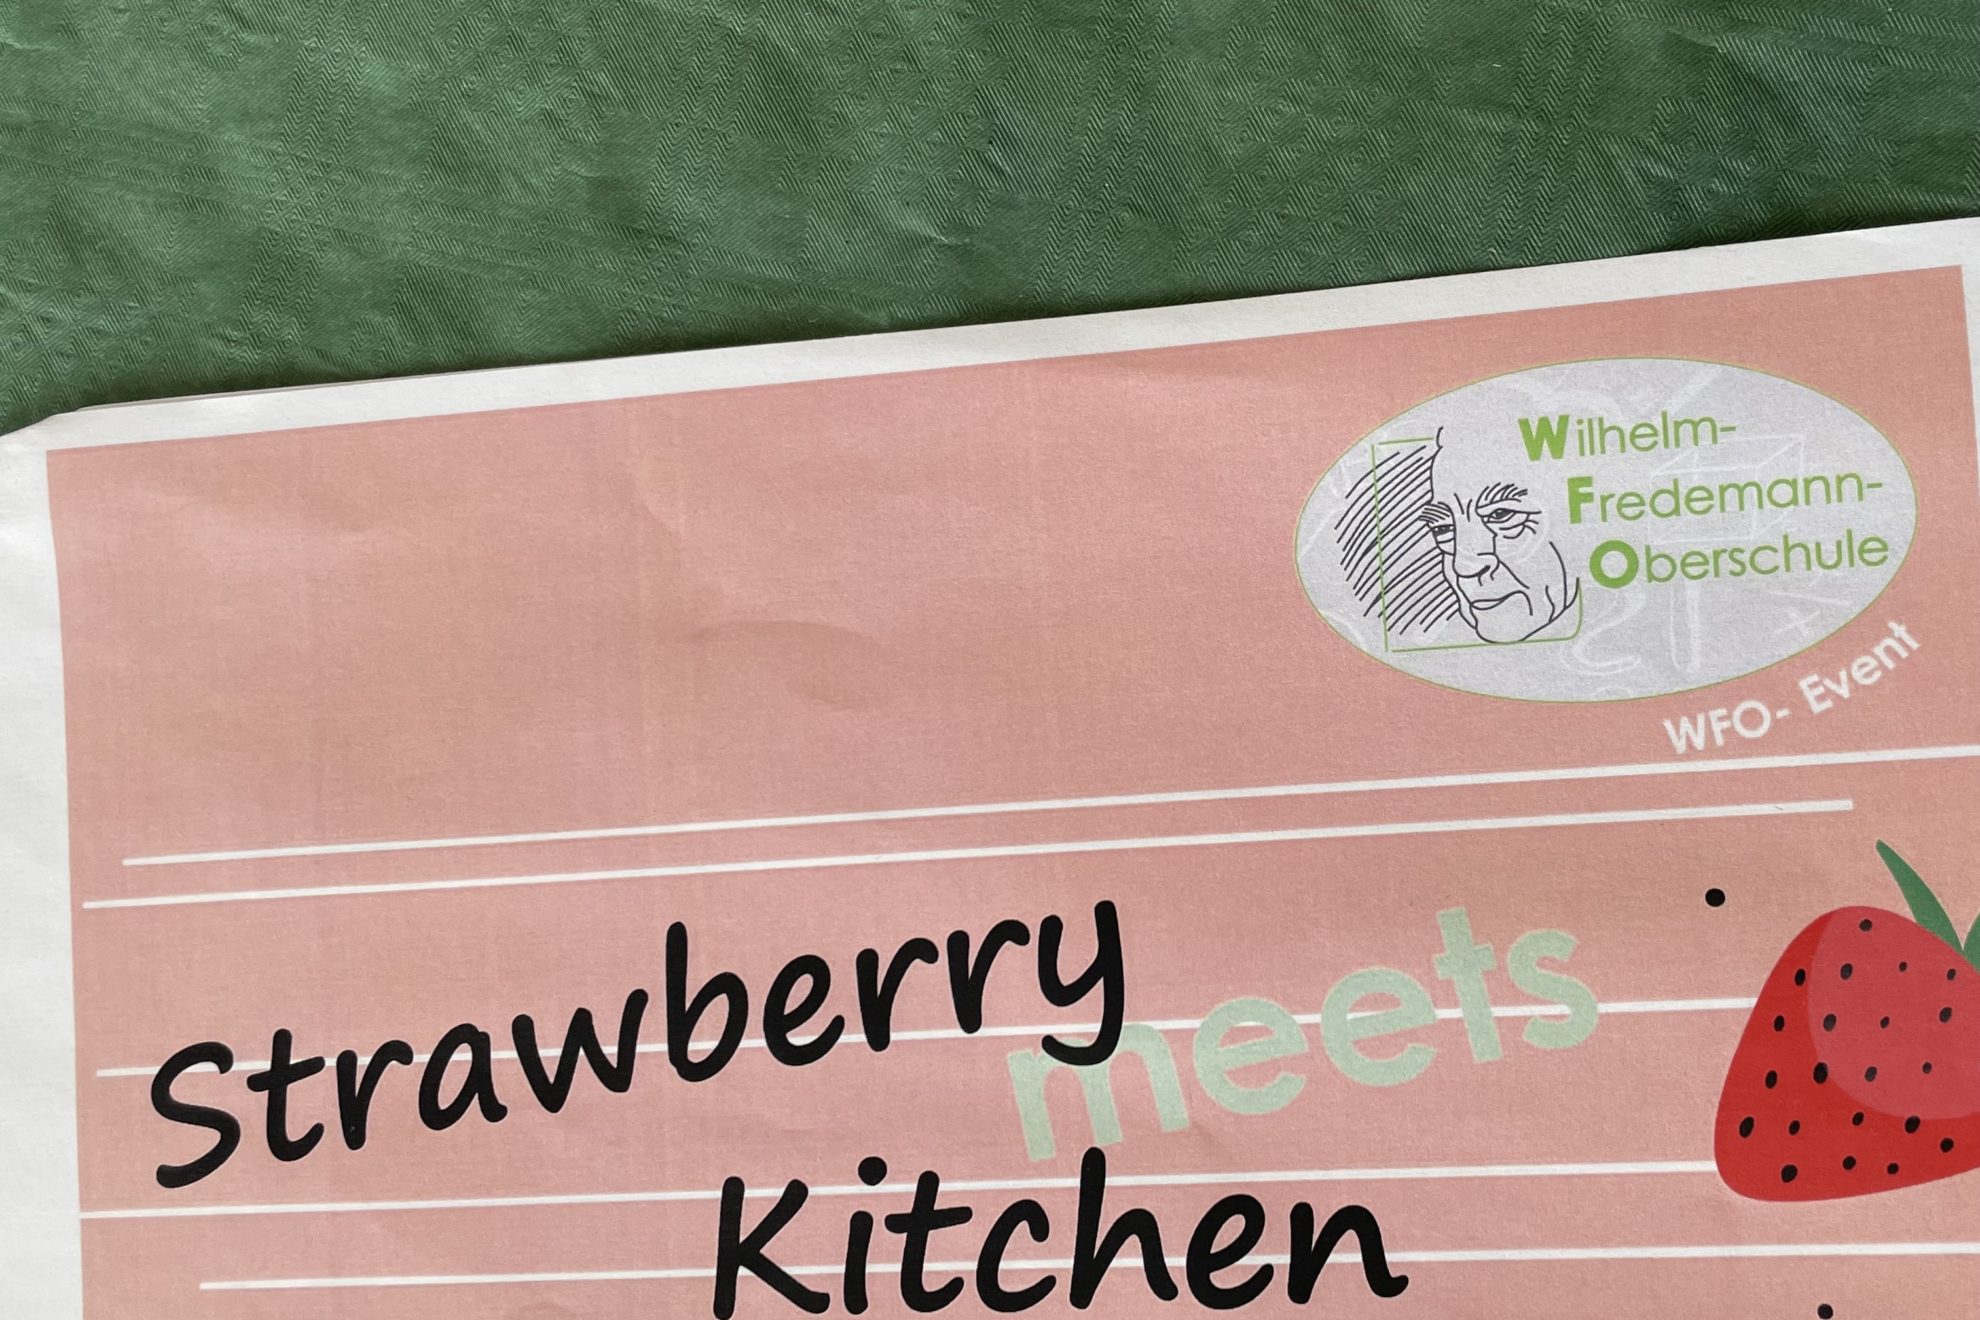 Wilhelm-
Fredemann-
Oberschule
WFO- Event
Strawberry meets
Kitchen